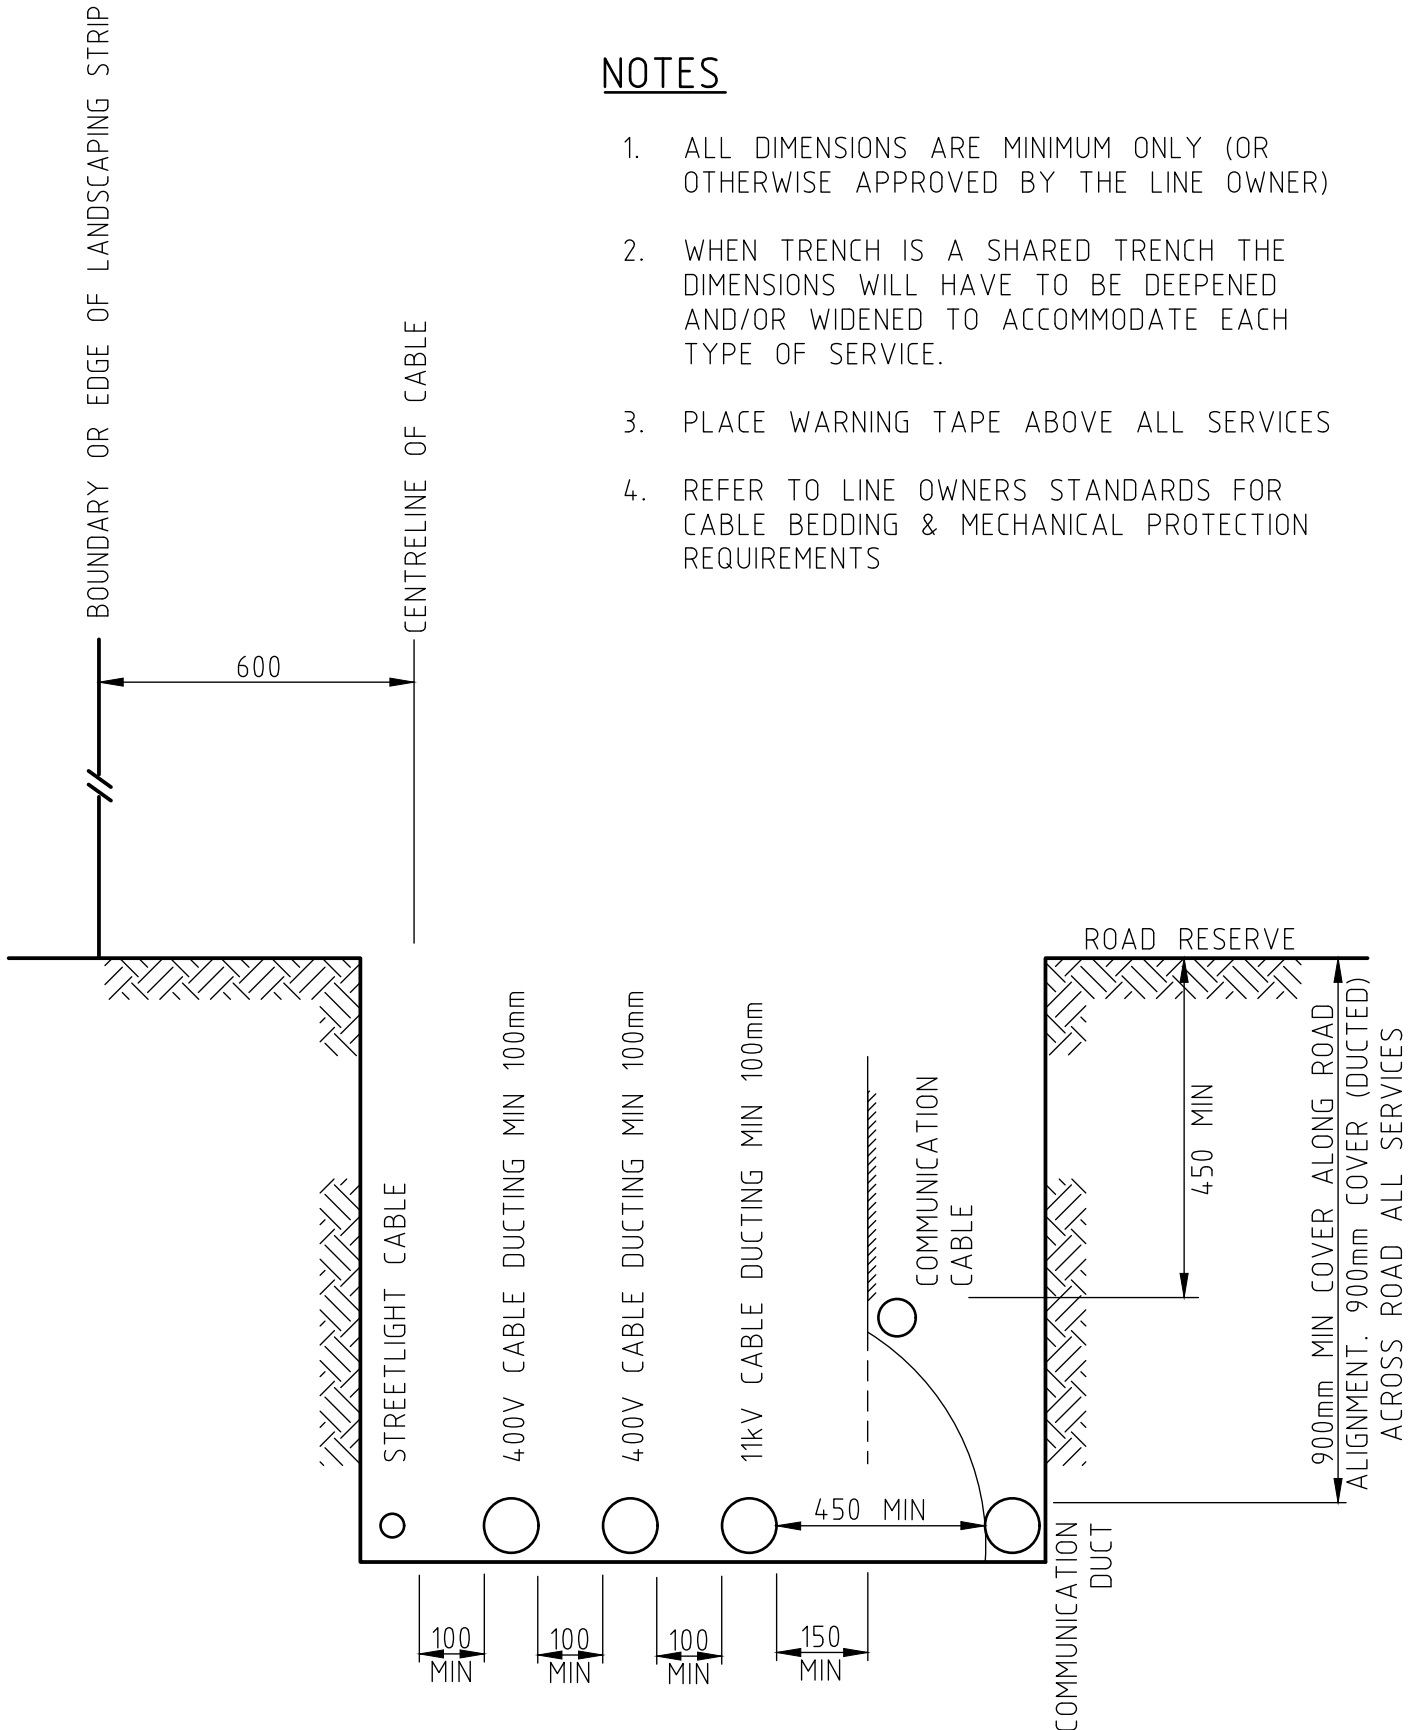 NOTES
1. ALL DIMENSIONS ARE MINIMUM ONLY (OR
OTHERWISE APPROVED BY THE LINE OWNER)
2. WHEN TRENCH IS A SHARED TRENCH THE
DIMENSIONS WILL HAVE TO BE DEEPENED
AND/OR WIDENED TO ACCOMMODATE EACH
TYPE OF SERVICE.
3. PLACE WARNING TAPE ABOVE ALL SERVICES
4. REFER TO LINE OWNERS STANDARDS FOR
CABLE BEDDING & MECHANICAL PROTECTION
REQUIREMENTS
BOUNDARY OR EDGE OF LANDSCAPING STRIP
CENTRELINE OF CABLE
600
ROAD RESERVE
STREETLIGHT CABLE
400V CABLE DUCTING MIN 100mm
400V CABLE DUCTING MIN 100mm
11kV CABLE DUCTING MIN 100mm
COMMUNICATION
CABLE
450 MIN
900mm MIN COVER ALONG ROAD
ALIGNMENT. 900mm COVER (DUCTED)
ACROSS ROAD ALL SERVICES
450 MIN
COMMUNICATION
DUCT
100
MIN
100
MIN
100
MIN
150
MIN